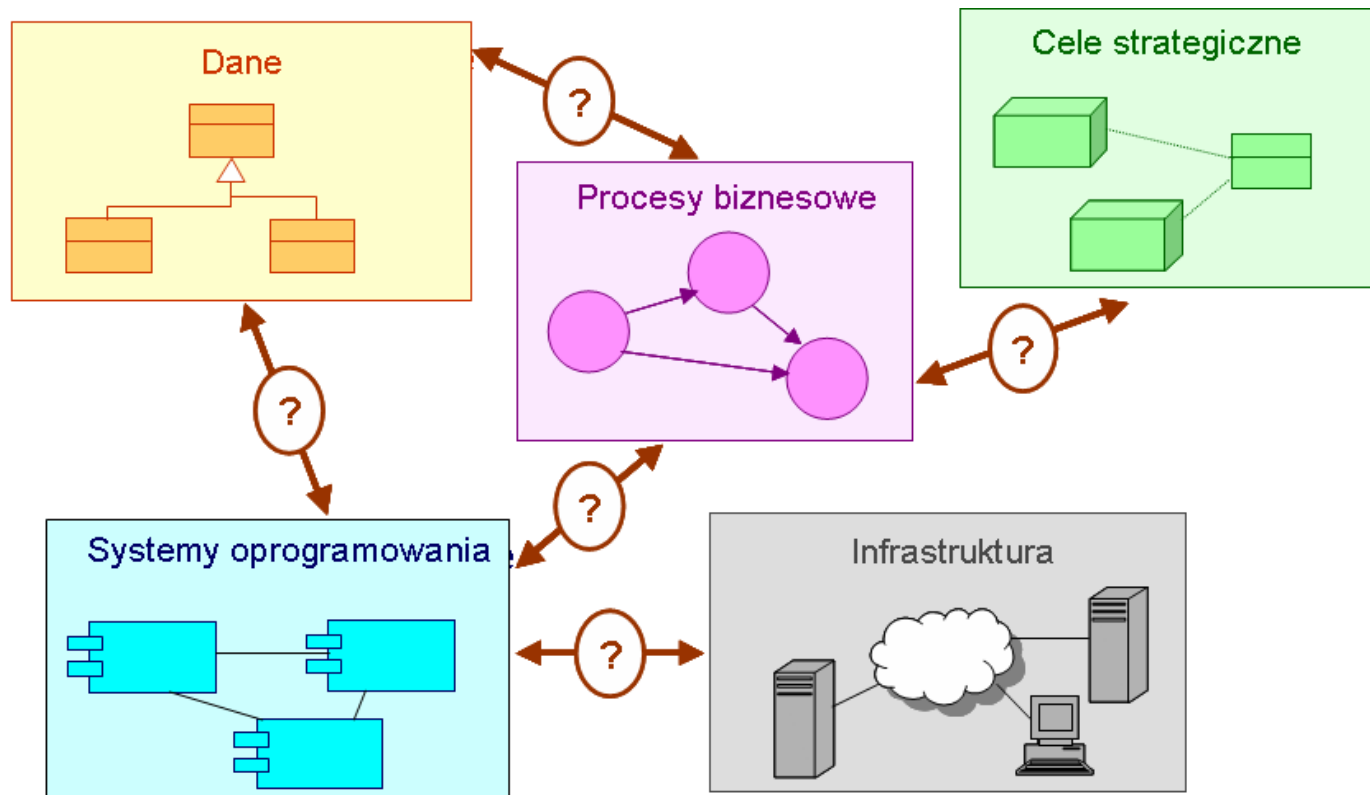 Dane
Cele strategiczne
?
Procesy biznesowe
?
?
?
Systemy oprogramowania
Infrastruktura
?